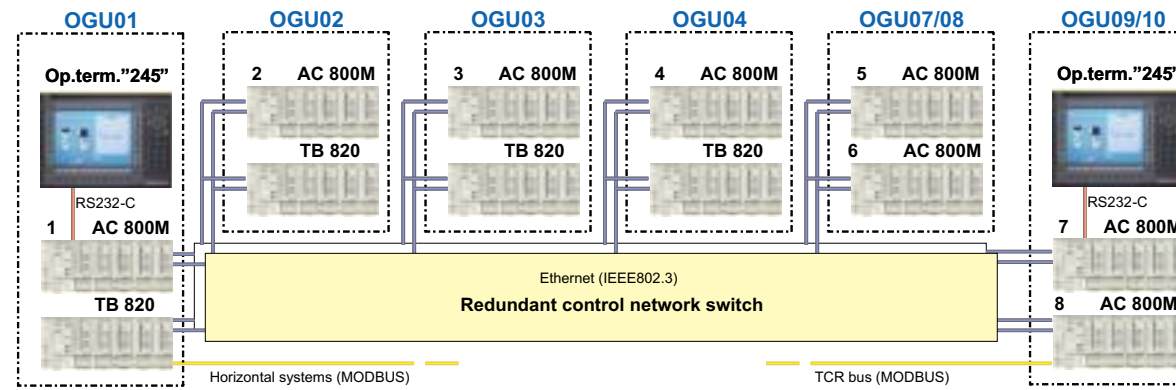 OGU01
OGU02
OGU03
OGU04
OGU07/08
OGU09/10
Op.term."245"
2 AC 800M
3 AC 800M
4 AC 800M
5 AC 800M
Op.term."245"
TB 820
TB 820
TB 820
6 AC 800M
RS232-C
RS232-C
1 AC 800M
7 AC 800M
Ethernet (IEEE802.3)
Redundant control network switch
TB 820
8 AC 800M
Horizontal systems (MODBUS)
TCR bus (MODBUS)